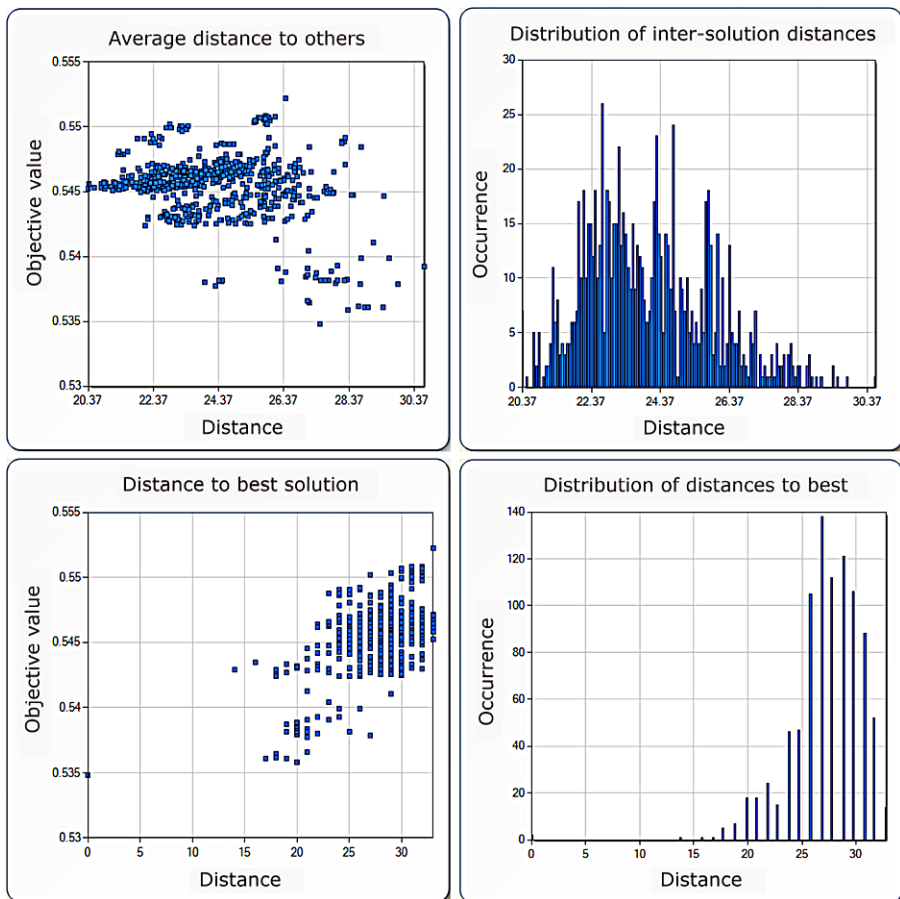 Average distance to others
0.555
0.55
0.545
0.54
0.535
0.53
Objective value
20.37 22.37 24.37 26.37 28.37 30.37
Distance
Distribution of inter-solution distances
30
25
20
15
10
5
0
Occurrence
20.37 22.37 24.37 26.37 28.37 30.37
Distance
Distance to best solution
0.555
0.55
0.545
0.54
0.535
0.53
Objective value
0 5 10 15 20 25 30
Distance
Distribution of distances to best
140
120
100
80
60
40
20
0
Occurrence
0 5 10 15 20 25 30
Distance